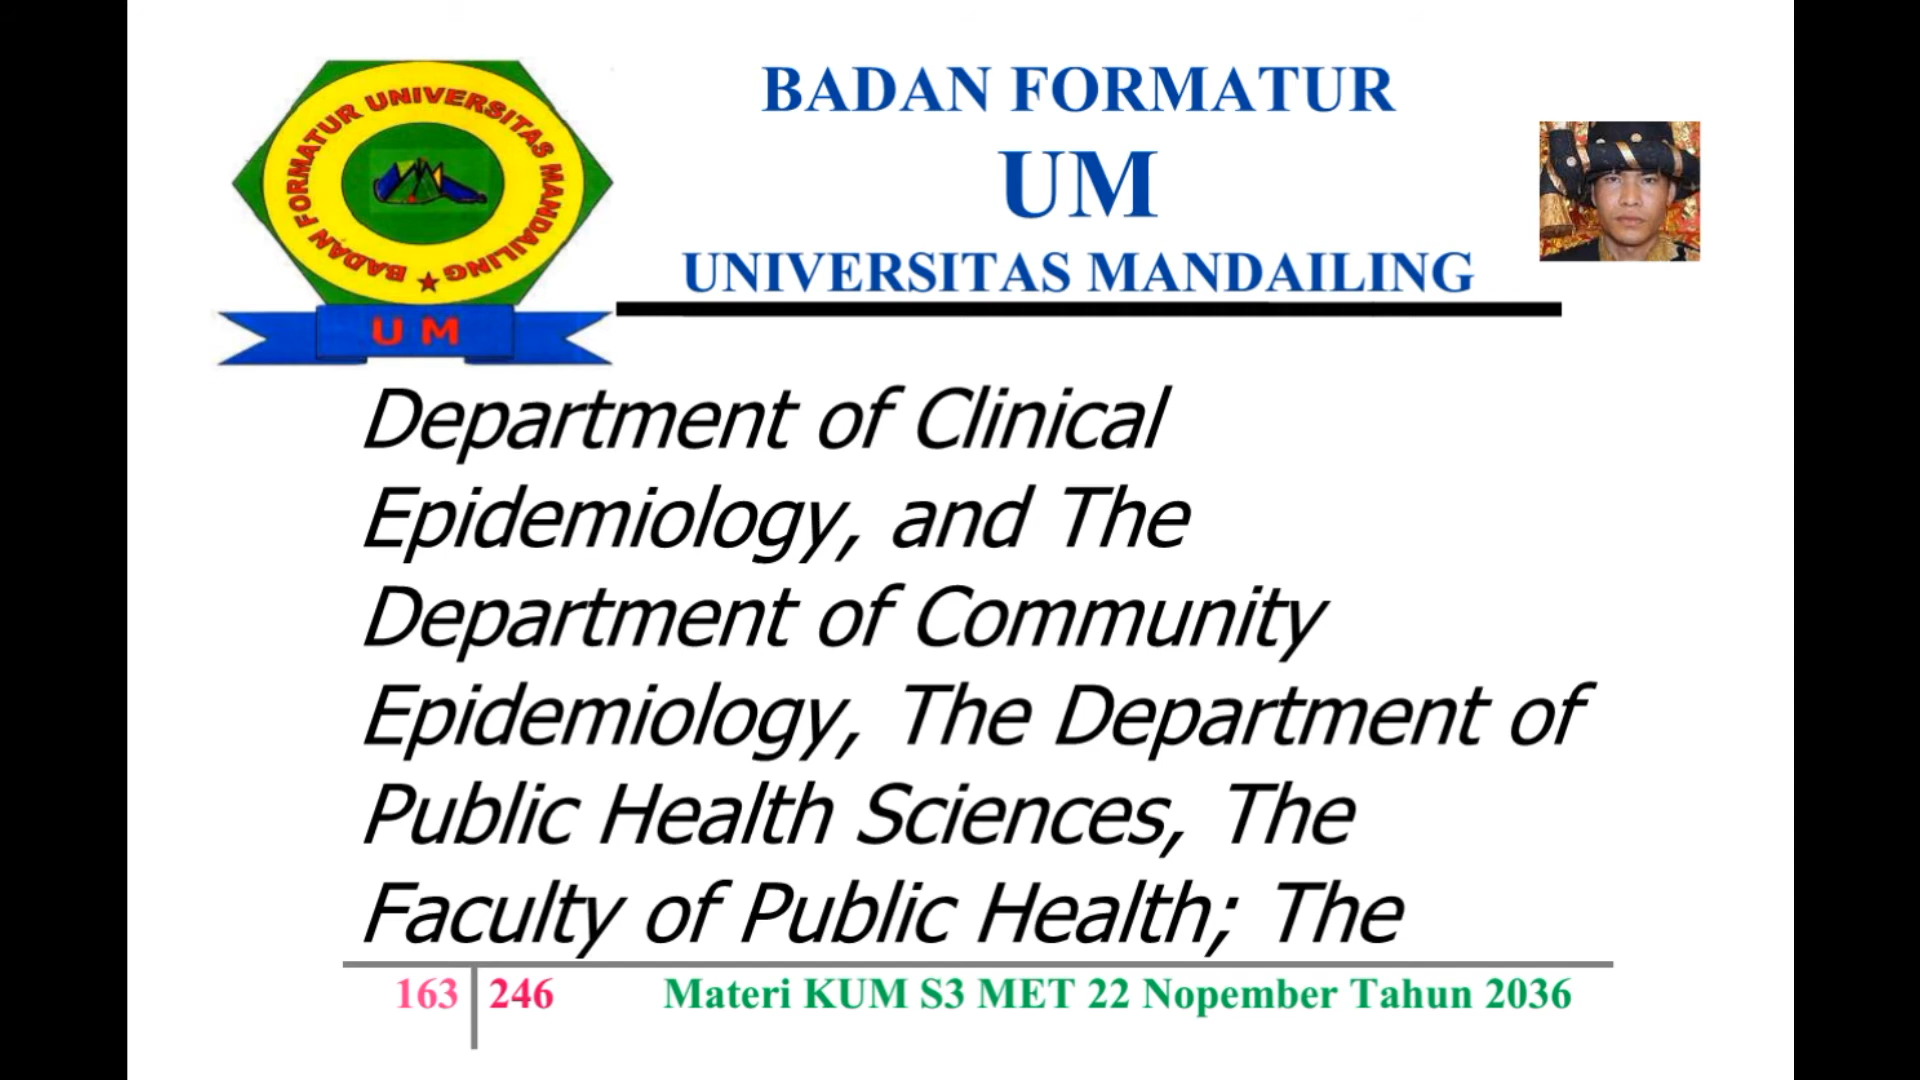 BADAN FORMATUR UNIVERSITAS MANDAILING
U M
BADAN FORMATUR
UM
UNIVERSITAS MANDAILING
Department of Clinical
Epidemiology, and The
Department of Community
Epidemiology, The Department of
Public Health Sciences, The
Faculty of Public Health; The
163 246 Materi KUM S3 MET 22 Nopember Tahun 2036